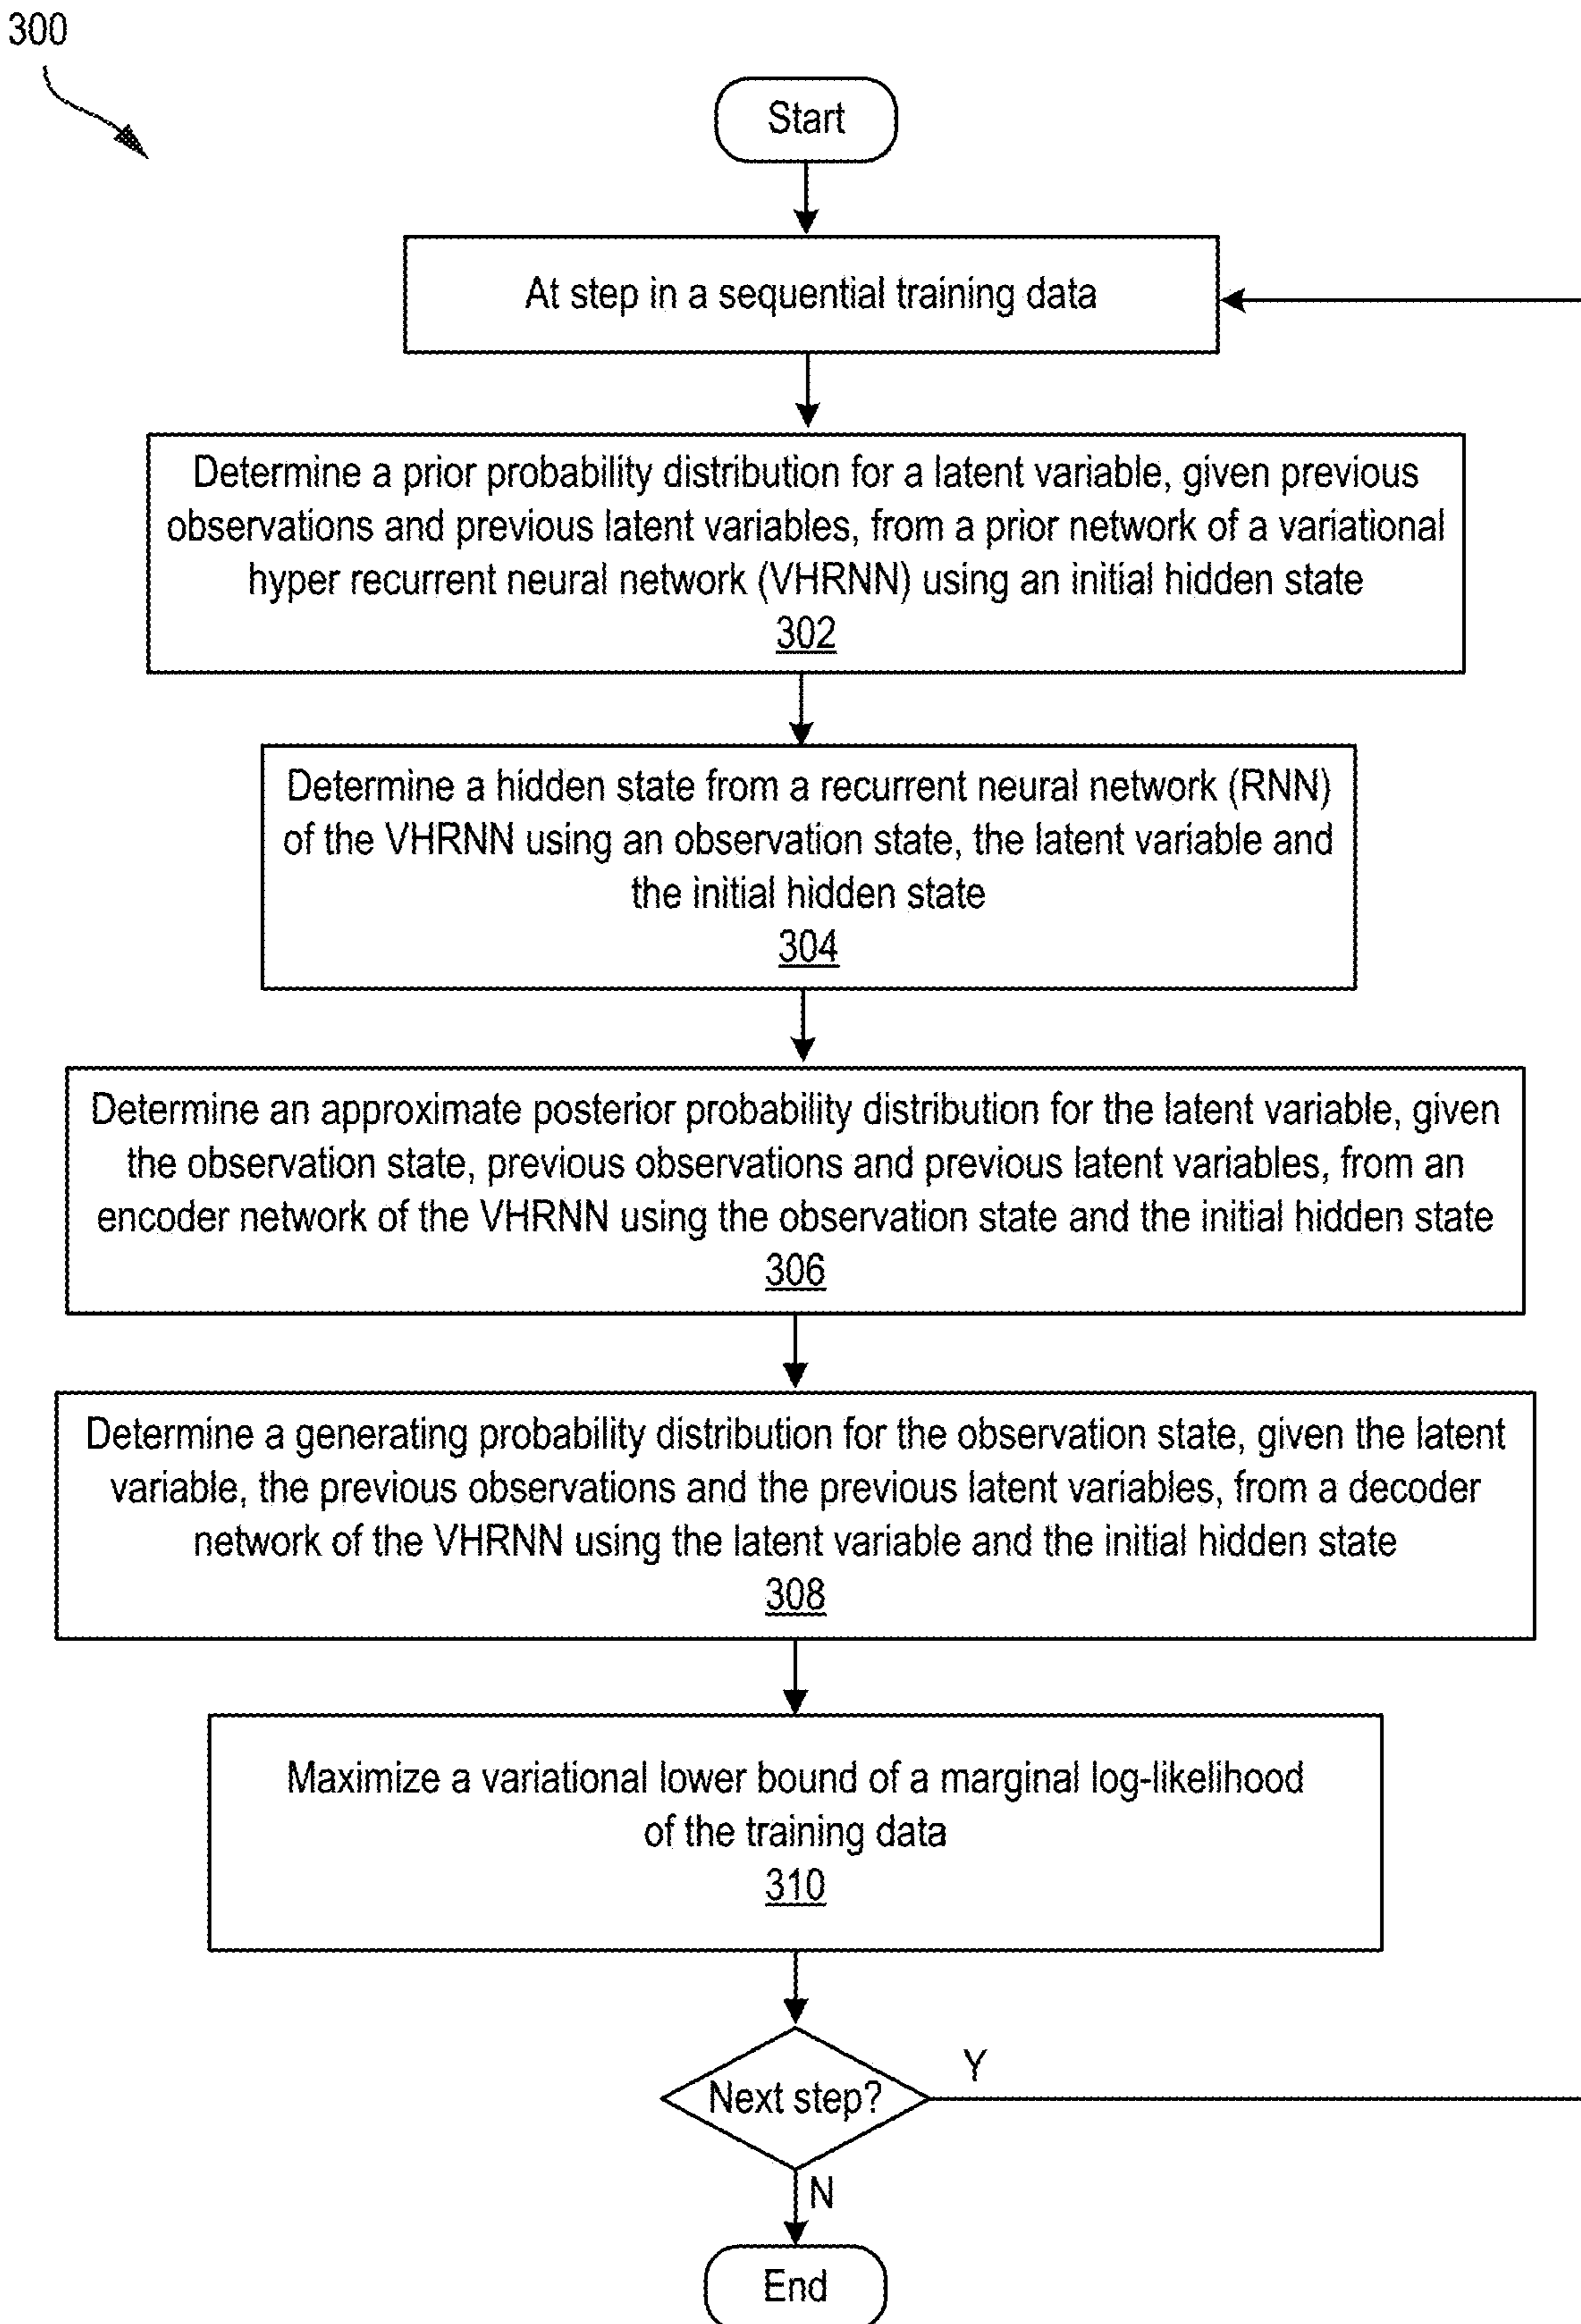 300
Start
At step in a sequential training data
Determine a prior probability distribution for a latent variable, given previous
observations and previous latent variables, from a prior network of a variational
hyper recurrent neural network (VHRNN) using an initial hidden state
302
Determine a hidden state from a recurrent neural network (RNN)
of the VHRNN using an observation state, the latent variable and
the initial hidden state
304
Determine an approximate posterior probability distribution for the latent variable, given
the observation state, previous observations and previous latent variables, from an
encoder network of the VHRNN using the observation state and the initial hidden state
306
Determine a generating probability distribution for the observation state, given the latent
variable, the previous observations and the previous latent variables, from a decoder
network of the VHRNN using the latent variable and the initial hidden state
308
Maximize a variational lower bound of a marginal log-likelihood
of the training data
310
Y
Next step?
N
End